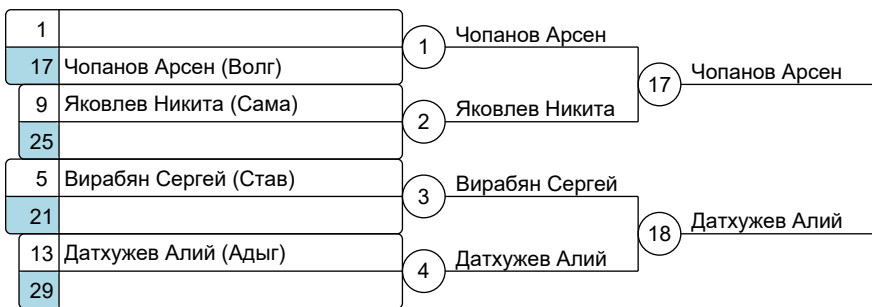 1
17 Чопанов Арсен (Волг)
1 Чопанов Арсен
9 Яковлев Никита (Сама)
25
2 Яковлев Никита
17 Чопанов Арсен
5 Вирабян Сергей (Став)
21
3 Вирабян Сергей
13 Датхужев Алий (Адыг)
29
4 Датхужев Алий
18 Датхужев Алий